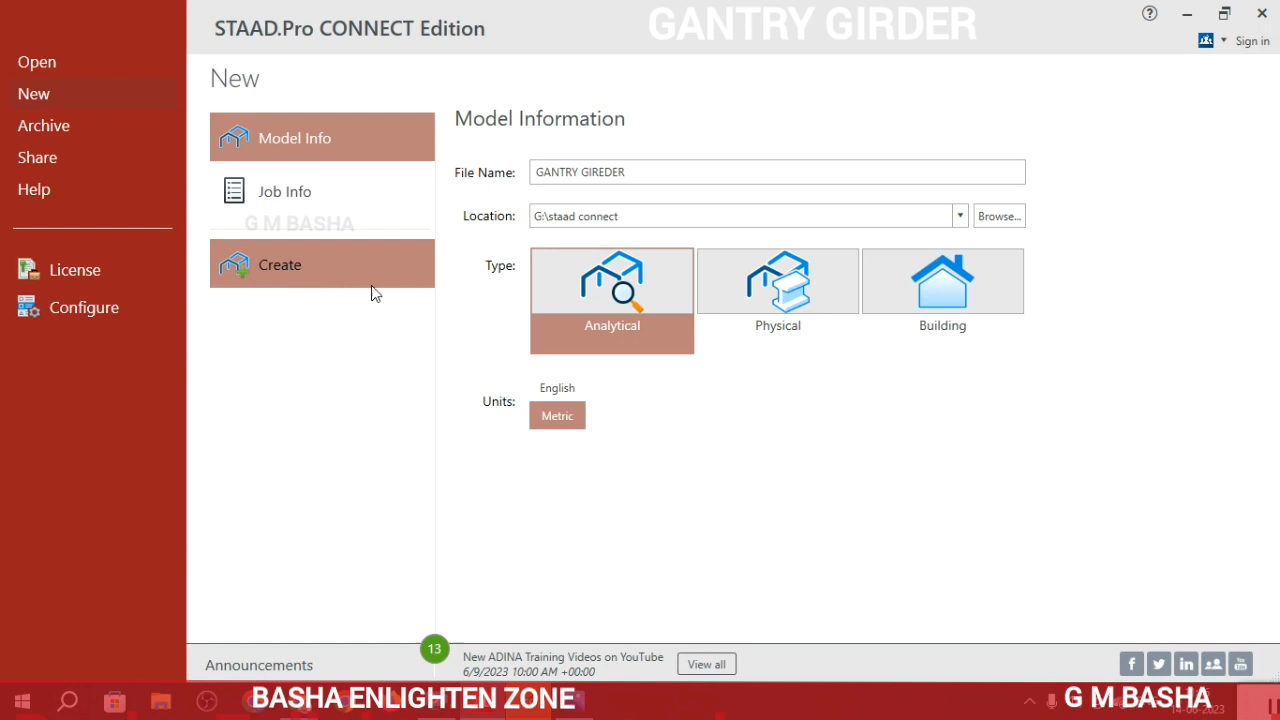 STAAD.Pro CONNECT Edition
GANTRY GIRDER
Sign in
Open
New
Archive
Share
Help
License
Configure
New
Model Info
Job Info
G M BASHA
Create
Model Information
File Name:
GANTRY GIREDER
Location:
G:\staad connect
Browse...
Type:
Analytical
Physical
Building
Units:
English
Metric
Announcements
13
New ADINA Training Videos on YouTube
6/9/2023 10:00 AM +00:00
View all
BASHA ENLIGHTEN ZONE
G M BASHA
14-06-2023